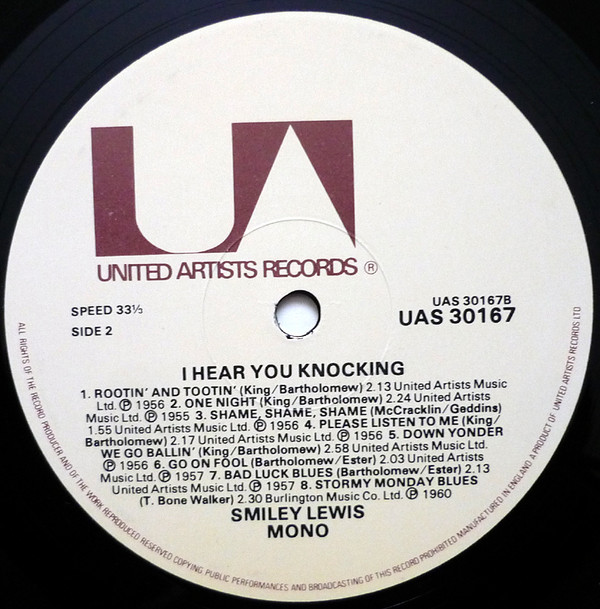 UA
UNITED ARTISTS RECORDS ®
SPEED 33⅓
SIDE 2
UAS 30167B
UAS 30167
I HEAR YOU KNOCKING
1. ROOTIN' AND TOOTIN' (King/Bartholomew) 2.13 United Artists Music
Ltd. ℗ 1956 2. ONE NIGHT (King/Bartholomew) 2.24 United Artists
Music Ltd. ℗ 1955 3. SHAME, SHAME, SHAME (McCracklin/Geddins)
1.55 United Artists Music Ltd. ℗ 1956 4. PLEASE LISTEN TO ME (King/
Bartholomew) 2.17 United Artists Music Ltd. ℗ 1956 5. DOWN YONDER
WE GO BALLIN' (King/Bartholomew) 2.58 United Artists Music Ltd.
℗ 1956 6. GO ON FOOL (Bartholomew/Ester) 2.03 United Artists Music
Ltd. ℗ 1957 7. BAD LUCK BLUES (Bartholomew/Ester) 2.13
United Artists Music Ltd. ℗ 1957 8. STORMY MONDAY BLUES
(T. Bone Walker) 2.30 Burlington Music Co. Ltd. ℗ 1960
SMILEY LEWIS
MONO
ALL RIGHTS OF THE RECORD PRODUCER AND OF THE WORK REPRODUCED RESERVED COPYING PUBLIC PERFORMANCES AND BROADCASTING OF THIS RECORD PROHIBITED MANUFACTURED IN ENGLAND, A PRODUCT OF UNITED ARTISTS RECORDS LTD